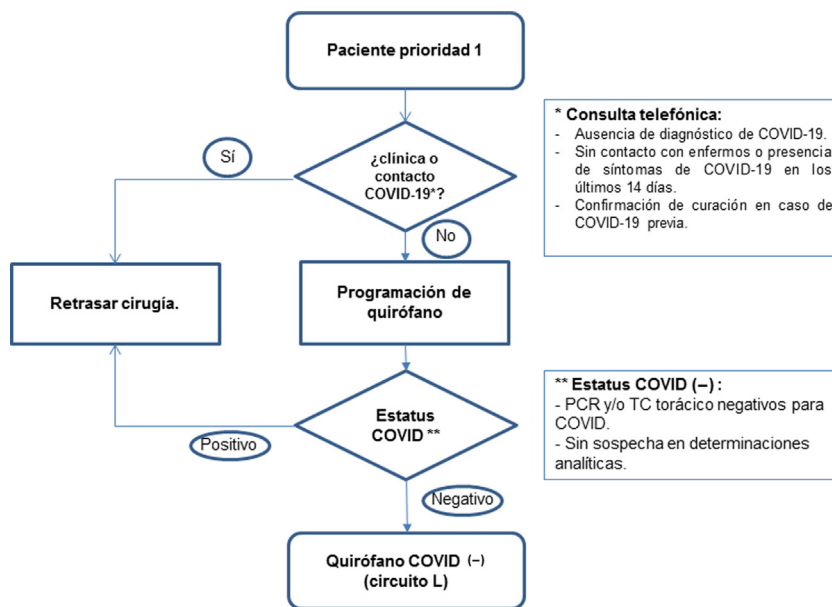 Paciente prioridad 1
¿clínica o
contacto
COVID-19*?
Sí
No
* Consulta telefónica:
- Ausencia de diagnóstico de COVID-19.
- Sin contacto con enfermos o presencia
de síntomas de COVID-19 en los
últimos 14 días.
- Confirmación de curación en caso de
COVID-19 previa.
Retrasar cirugía.
Programación de
quirófano
Estatus
COVID **
Positivo
Negativo
** Estatus COVID (–) :
- PCR y/o TC torácico negativos para
COVID.
- Sin sospecha en determinaciones
analíticas.
Quirófano COVID (–)
(circuito L)